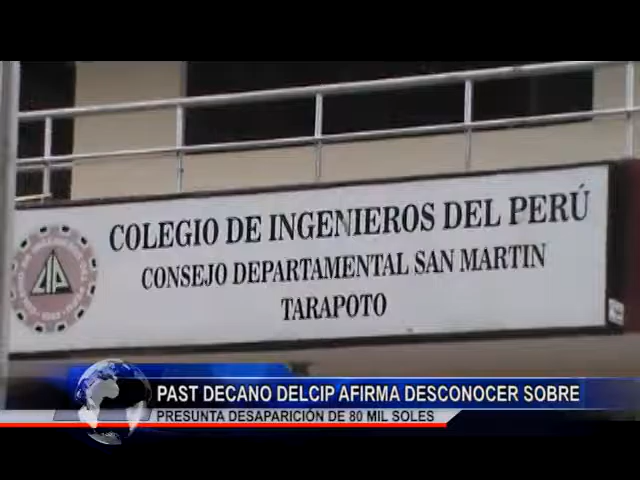 COLEGIO DE INGENIEROS DEL PERÚ
CONSEJO DEPARTAMENTAL SAN MARTIN
TARAPOTO
CIP
PAST DECANO DELCIP AFIRMA DESCONOCER SOBRE
PRESUNTA DESAPARICIÓN DE 80 MIL SOLES